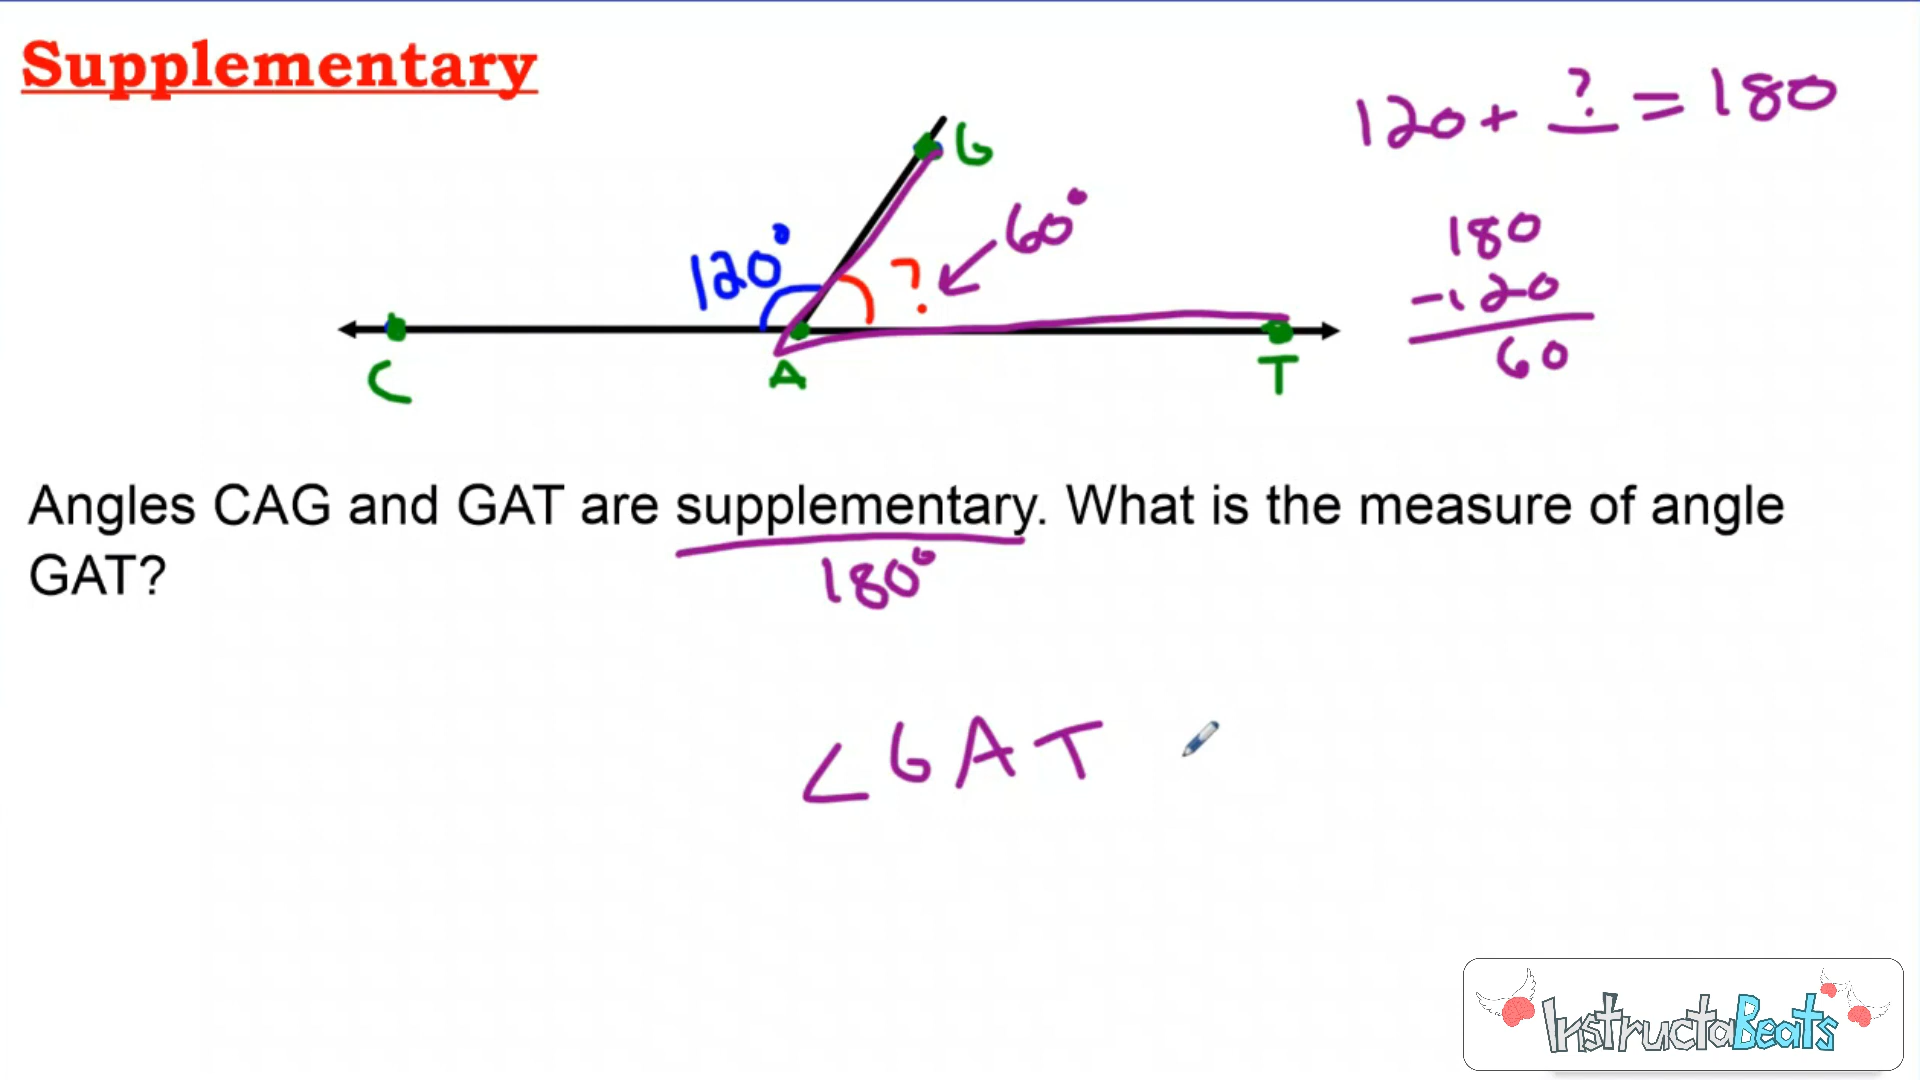 Supplementary
120 + ? = 180
G
60°
120°
?
180
-120
60
C
A
T
Angles CAG and GAT are supplementary. What is the measure of angle
GAT?
180°
<GAT
InstructaBeats